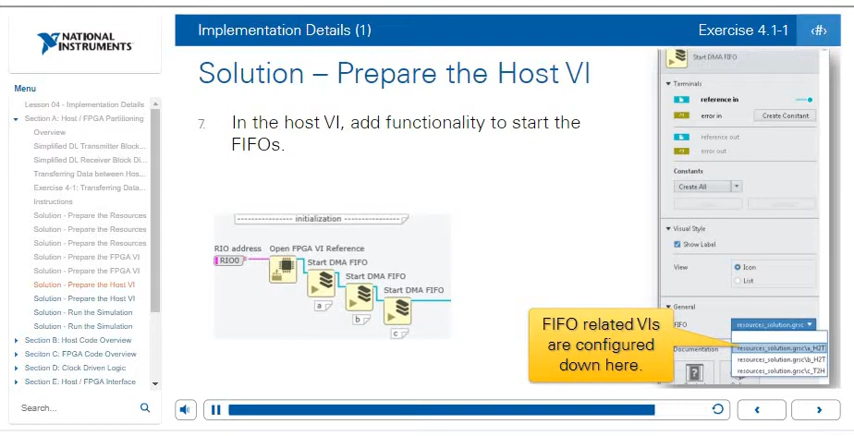 NATIONAL
INSTRUMENTS
Implementation Details (1)
Exercise 4.1-1
‹#›
Menu
Lesson 04 - Implementation Details
Section A: Host / FPGA Partitioning
Overview
Simplified DL Transmitter Block...
Simplified DL Receiver Block Di...
Transferring Data between Hos...
Exercise 4-1: Transferring Data...
Instructions
Solution - Prepare the Resources
Solution - Prepare the Resources
Solution - Prepare the Resources
Solution - Prepare the FPGA VI
Solution - Prepare the FPGA VI
Solution - Prepare the Host VI
Solution - Prepare the Host VI
Solution - Run the Simulation
Solution - Run the Simulation
Section B: Host Code Overview
Section C: FPGA Code Overview
Section D: Clock Driven Logic
Section E: Host / FPGA Interface
Search...
Solution – Prepare the Host VI
7. In the host VI, add functionality to start the
FIFOs.
initialization
RIO address
Open FPGA VI Reference
RIO0
Start DMA FIFO
Start DMA FIFO
Start DMA FIFO
a
b
c
Start DMA FIFO
Terminals
reference in
error in
Create Constant
reference out
error out
Constants
Create All
Visual Style
Show Label
View
Icon
List
General
FIFO
resources_solution.grsc
resources_solution.grsc\a_H2T
resources_solution.grsc\b_H2T
resources_solution.grsc\c_T2H
Documentation
FIFO related VIs
are configured
down here.